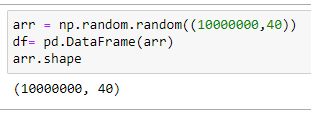 arr = np.random.random((10000000,40))
df= pd.DataFrame(arr)
arr.shape
(10000000, 40)